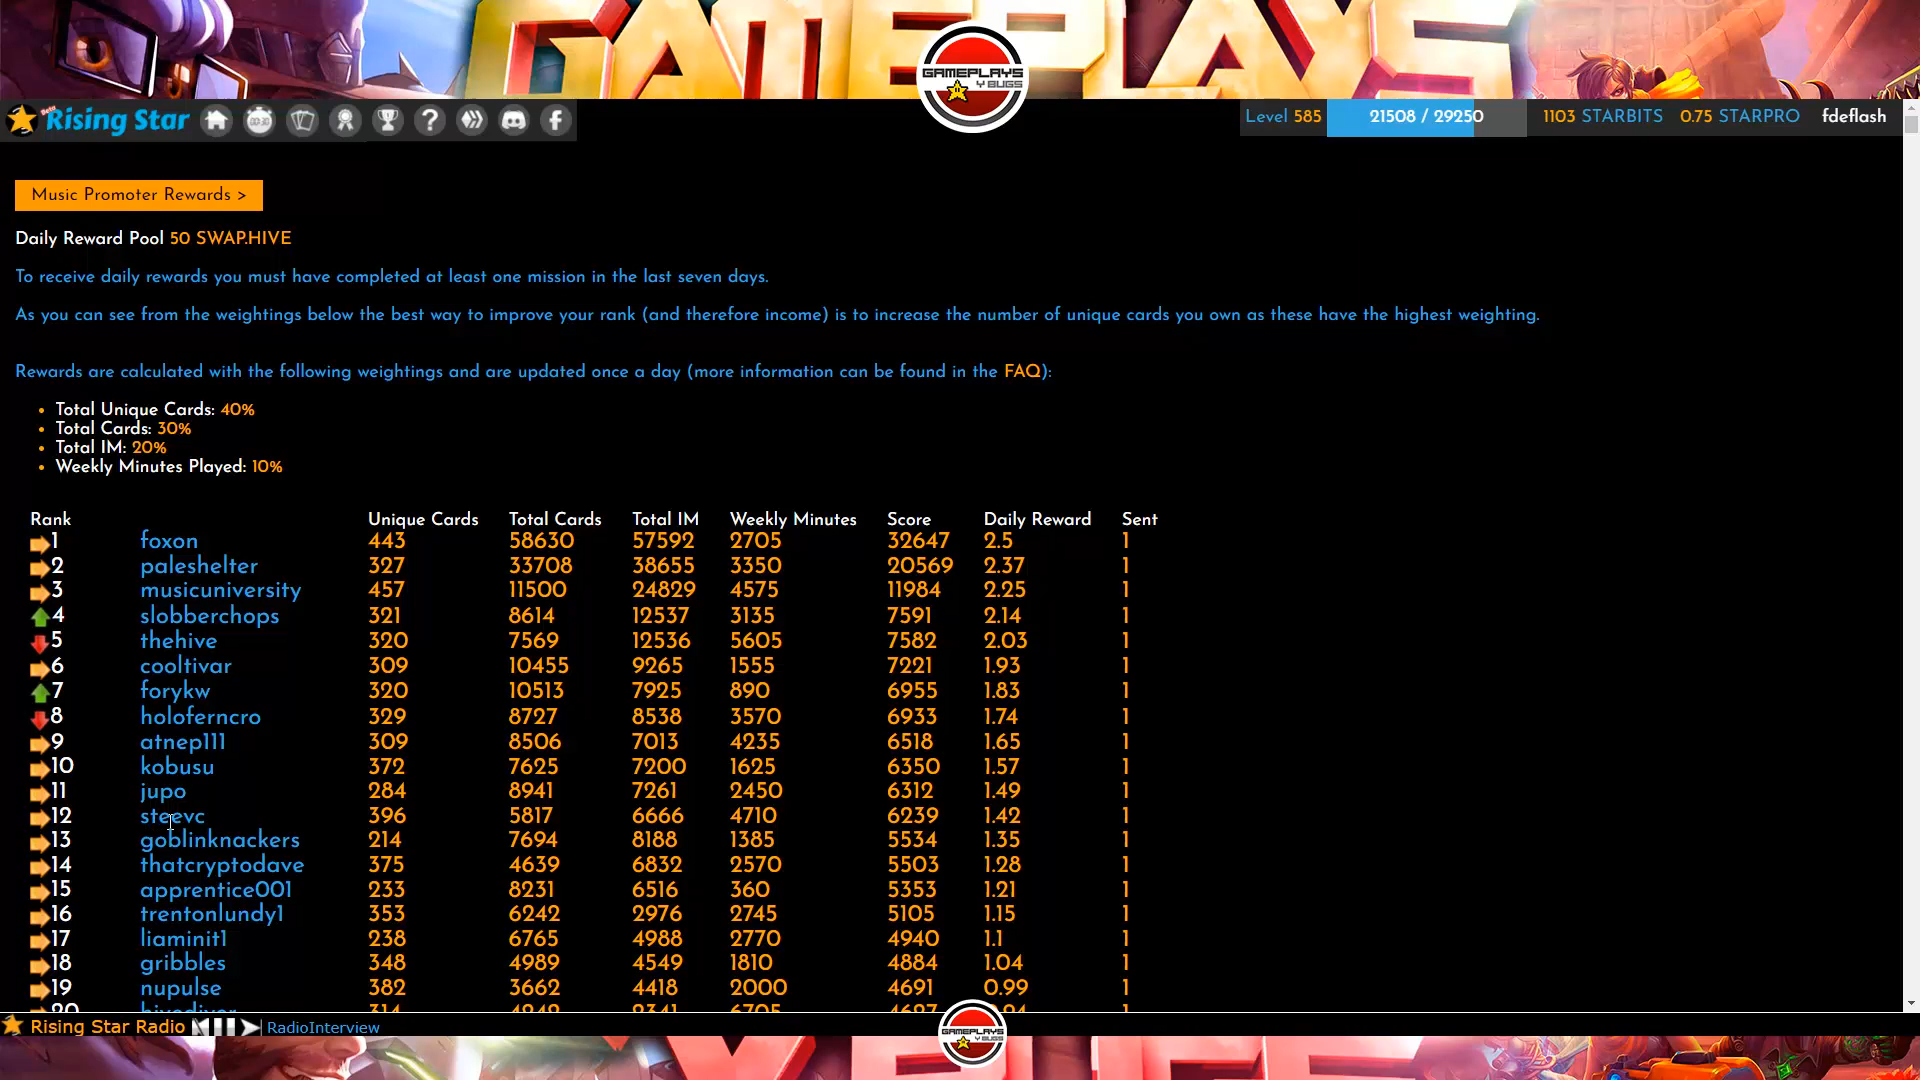 GAMEPLAYS
GAMEPLAYS
Y BUGS
Beta
Rising Star
00:30
?
Level 585
21508 / 29250
1103 STARBITS
0.75 STARPRO
fdeflash
Music Promoter Rewards >
Daily Reward Pool 50 SWAP.HIVE
To receive daily rewards you must have completed at least one mission in the last seven days.
As you can see from the weightings below the best way to improve your rank (and therefore income) is to increase the number of unique cards you own as these have the highest weighting.
Rewards are calculated with the following weightings and are updated once a day (more information can be found in the FAQ):
Total Unique Cards: 40%
Total Cards: 30%
Total IM: 20%
Weekly Minutes Played: 10%
Rank Unique Cards Total Cards Total IM Weekly Minutes Score Daily Reward Sent
1 foxon 443 58630 57592 2705 32647 2.5 1
2 paleshelter 327 33708 38655 3350 20569 2.37 1
3 musicuniversity 457 11500 24829 4575 11984 2.25 1
4 slobberchops 321 8614 12537 3135 7591 2.14 1
5 thehive 320 7569 12536 5605 7582 2.03 1
6 cooltivar 309 10455 9265 1555 7221 1.93 1
7 forykw 320 10513 7925 890 6955 1.83 1
8 holoferncro 329 8727 8538 3570 6933 1.74 1
9 atnep111 309 8506 7013 4235 6518 1.65 1
10 kobusu 372 7625 7200 1625 6350 1.57 1
11 jupo 284 8941 7261 2450 6312 1.49 1
12 steevc 396 5817 6666 4710 6239 1.42 1
13 goblinknackers 214 7694 8188 1385 5534 1.35 1
14 thatcryptodave 375 4639 6832 2570 5503 1.28 1
15 apprentice001 233 8231 6516 360 5353 1.21 1
16 trentonlundy1 353 6242 2976 2745 5105 1.15 1
17 liaminit1 238 6765 4988 2770 4940 1.1 1
18 gribbles 348 4989 4549 1810 4884 1.04 1
19 nupulse 382 3662 4418 2000 4691 0.99 1
20
Rising Star Radio
RadioInterview
GAMEPLAYS
Y BUGS